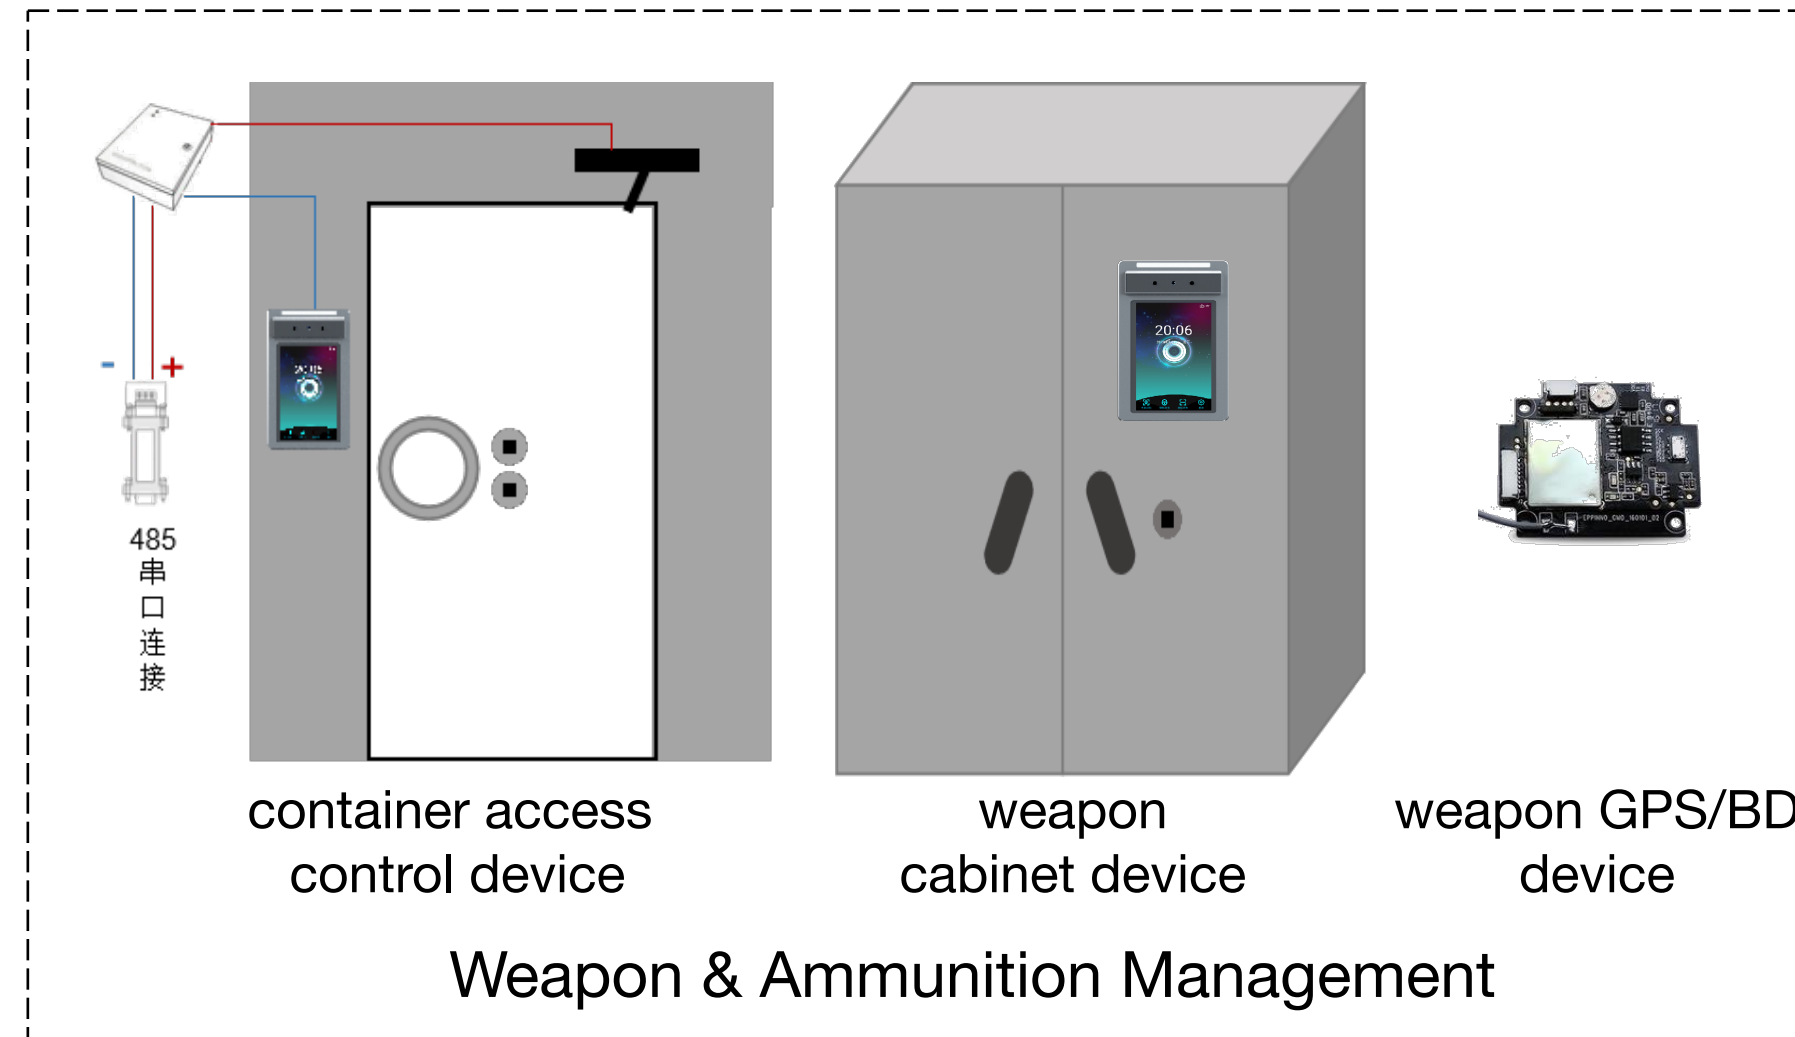 -
+
485
串
口
连
接
20:06
EPPINNO_CMO_160101_02
container access
control device
weapon
cabinet device
weapon GPS/BD
device
Weapon & Ammunition Management